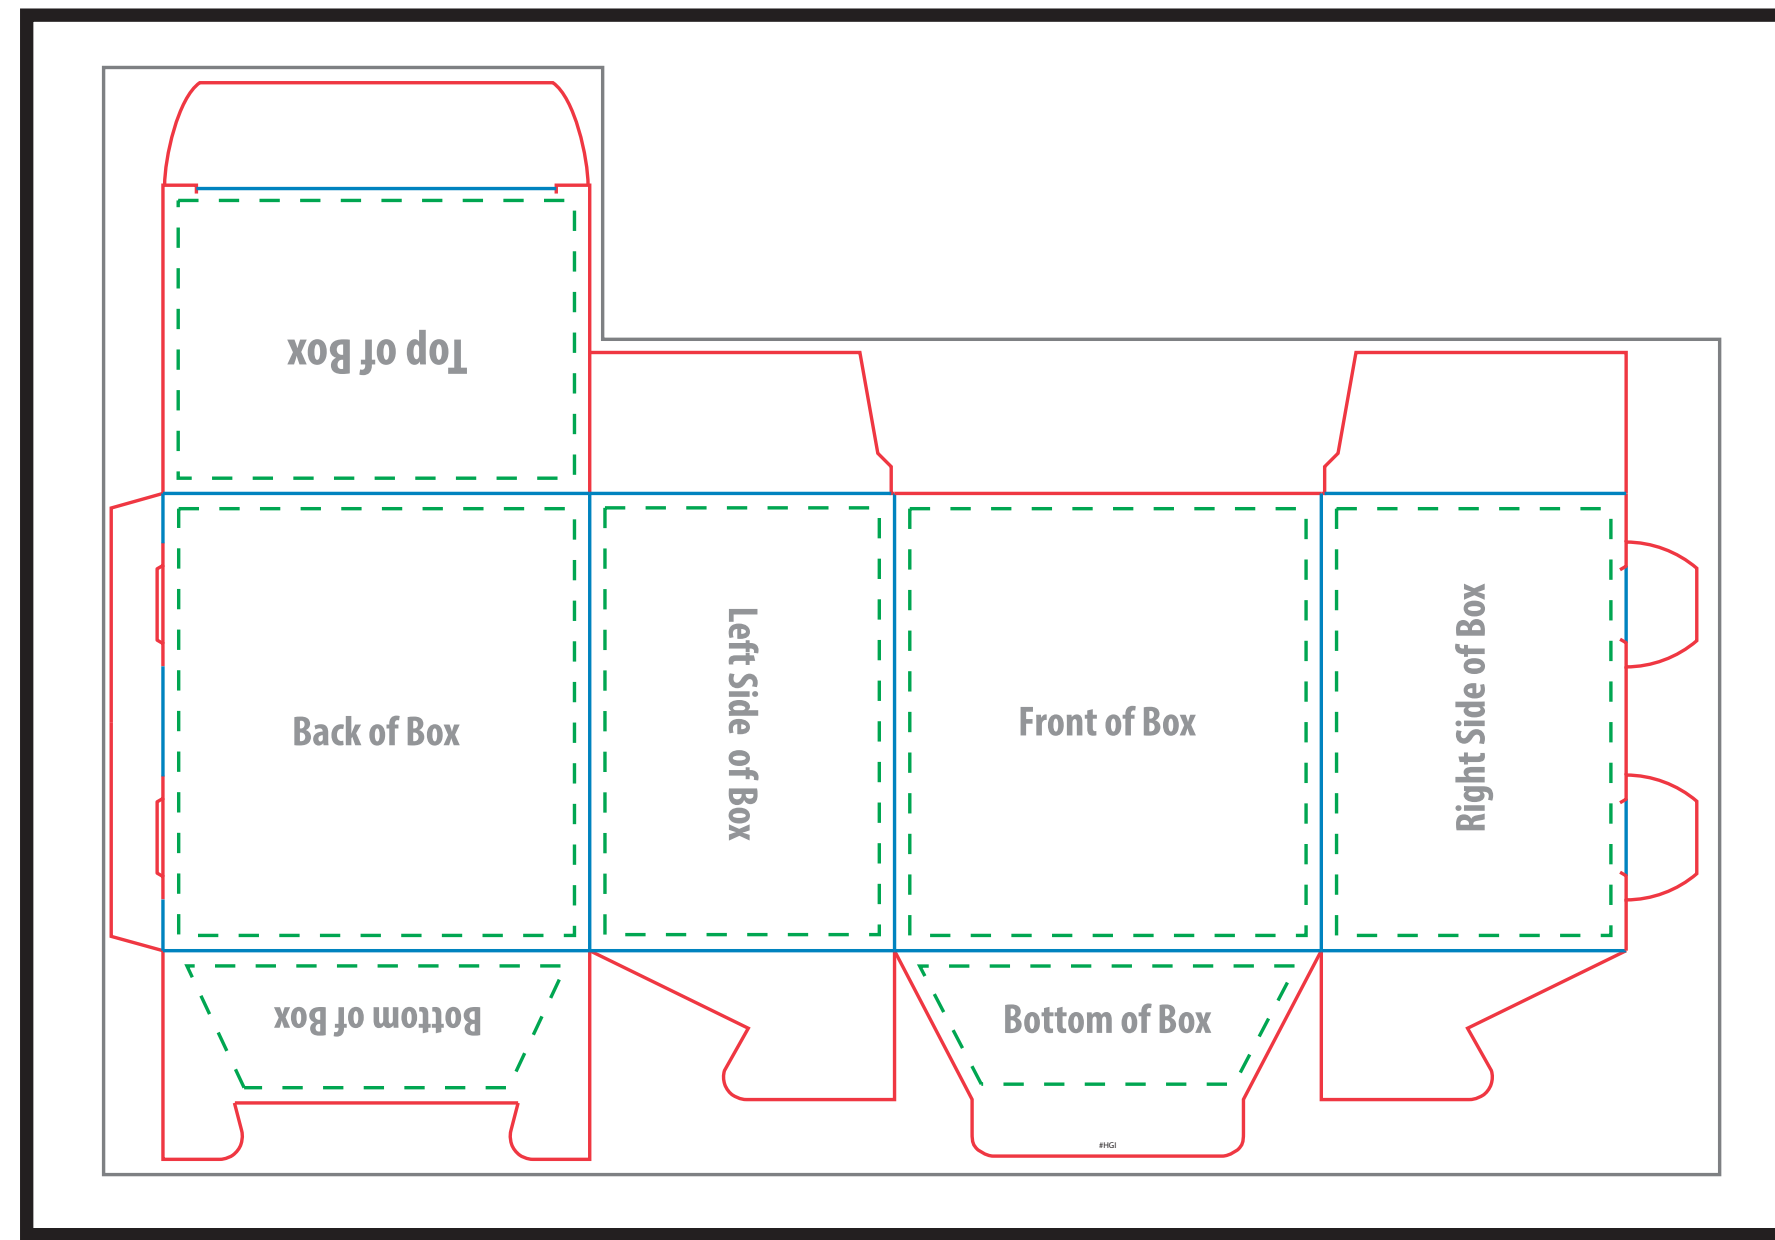 Top of Box
Back of Box
Left Side of Box
Front of Box
Right Side of Box
Bottom of Box
Bottom of Box
#HGI